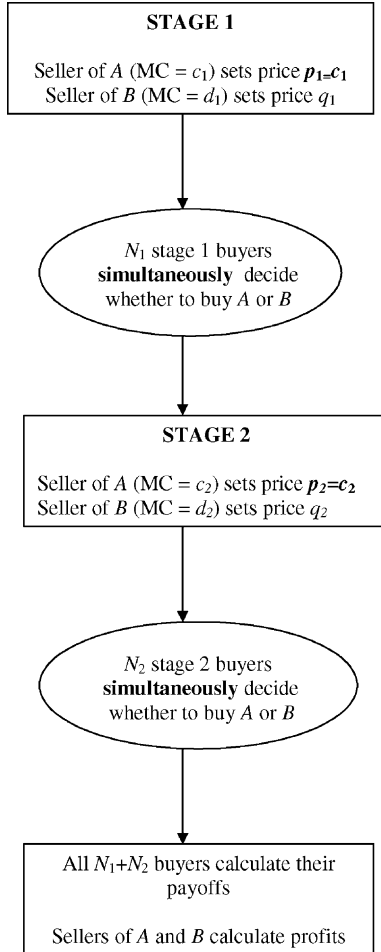 STAGE 1
Seller of A (MC = c₁) sets price p₁=c₁
Seller of B (MC = d₁) sets price q₁
N₁ stage 1 buyers
simultaneously decide
whether to buy A or B
STAGE 2
Seller of A (MC = c₂) sets price p₂=c₂
Seller of B (MC = d₂) sets price q₂
N₂ stage 2 buyers
simultaneously decide
whether to buy A or B
All N₁+N₂ buyers calculate their
payoffs
Sellers of A and B calculate profits